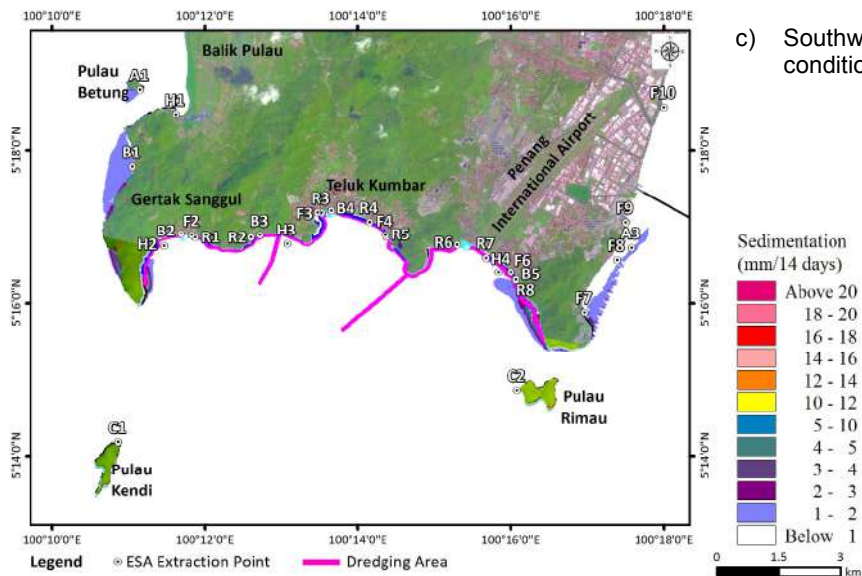 100°10'0"E 100°12'0"E 100°14'0"E 100°16'0"E 100°18'0"E
c) Southw
conditio
Balik Pulau
Pulau
Betung
A1
H1
F10
5°18'0"N
5°18'0"N
B1
Penang
International Airport
Gertak Sanggul
Teluk Kumbar
R3
F3
B4
R4
F4
R5
F9
A3
F8
B2
F2
H2
R1
R2
B3
H3
R6
R7
H4
F6
B5
R8
F7
5°16'0"N
5°16'0"N
C2
Pulau
Rimau
C1
Pulau
Kendi
5°14'0"N
5°14'0"N
100°10'0"E 100°12'0"E 100°14'0"E 100°16'0"E 100°18'0"E
Legend
ESA Extraction Point
Dredging Area
Sedimentation
(mm/14 days)
Above 20
18 - 20
16 - 18
14 - 16
12 - 14
10 - 12
5 - 10
4 - 5
3 - 4
2 - 3
1 - 2
Below 1
0 1.5 3
km